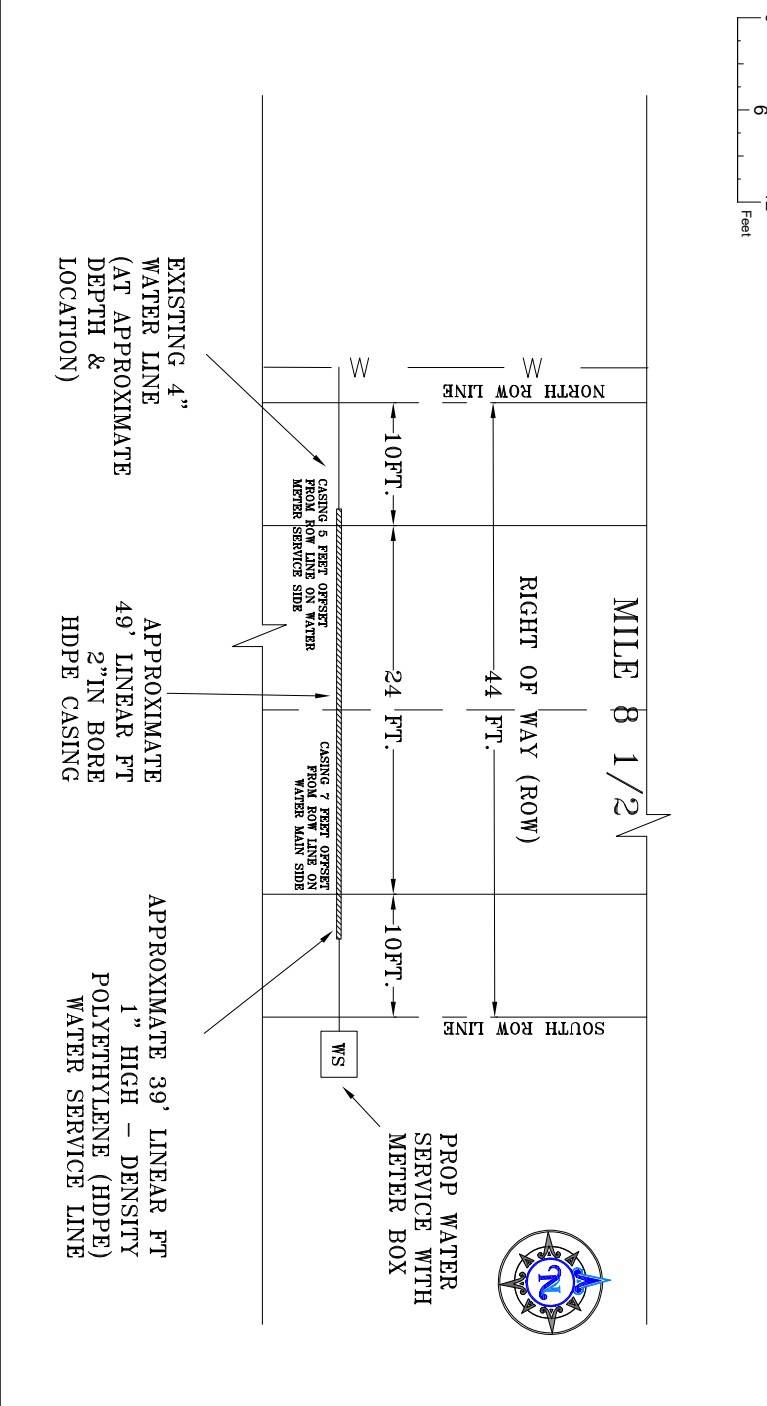 6
Feet
MILE 8 1/2
RIGHT OF WAY (ROW)
44 FT.
NORTH ROW LINE
SOUTH ROW LINE
W
W
10FT.
24 FT.
10FT.
CASING 5 FEET OFFSET
FROM ROW LINE ON WATER
METER SERVICE SIDE
CASING 7 FEET OFFSET
FROM ROW LINE ON
WATER MAIN SIDE
WS
PROP WATER
SERVICE WITH
METER BOX
N
EXISTING 4"
WATER LINE
(AT APPROXIMATE
DEPTH &
LOCATION)
APPROXIMATE
49' LINEAR FT
2"IN BORE
HDPE CASING
APPROXIMATE 39' LINEAR FT
1" HIGH - DENSITY
POLYETHYLENE (HDPE)
WATER SERVICE LINE